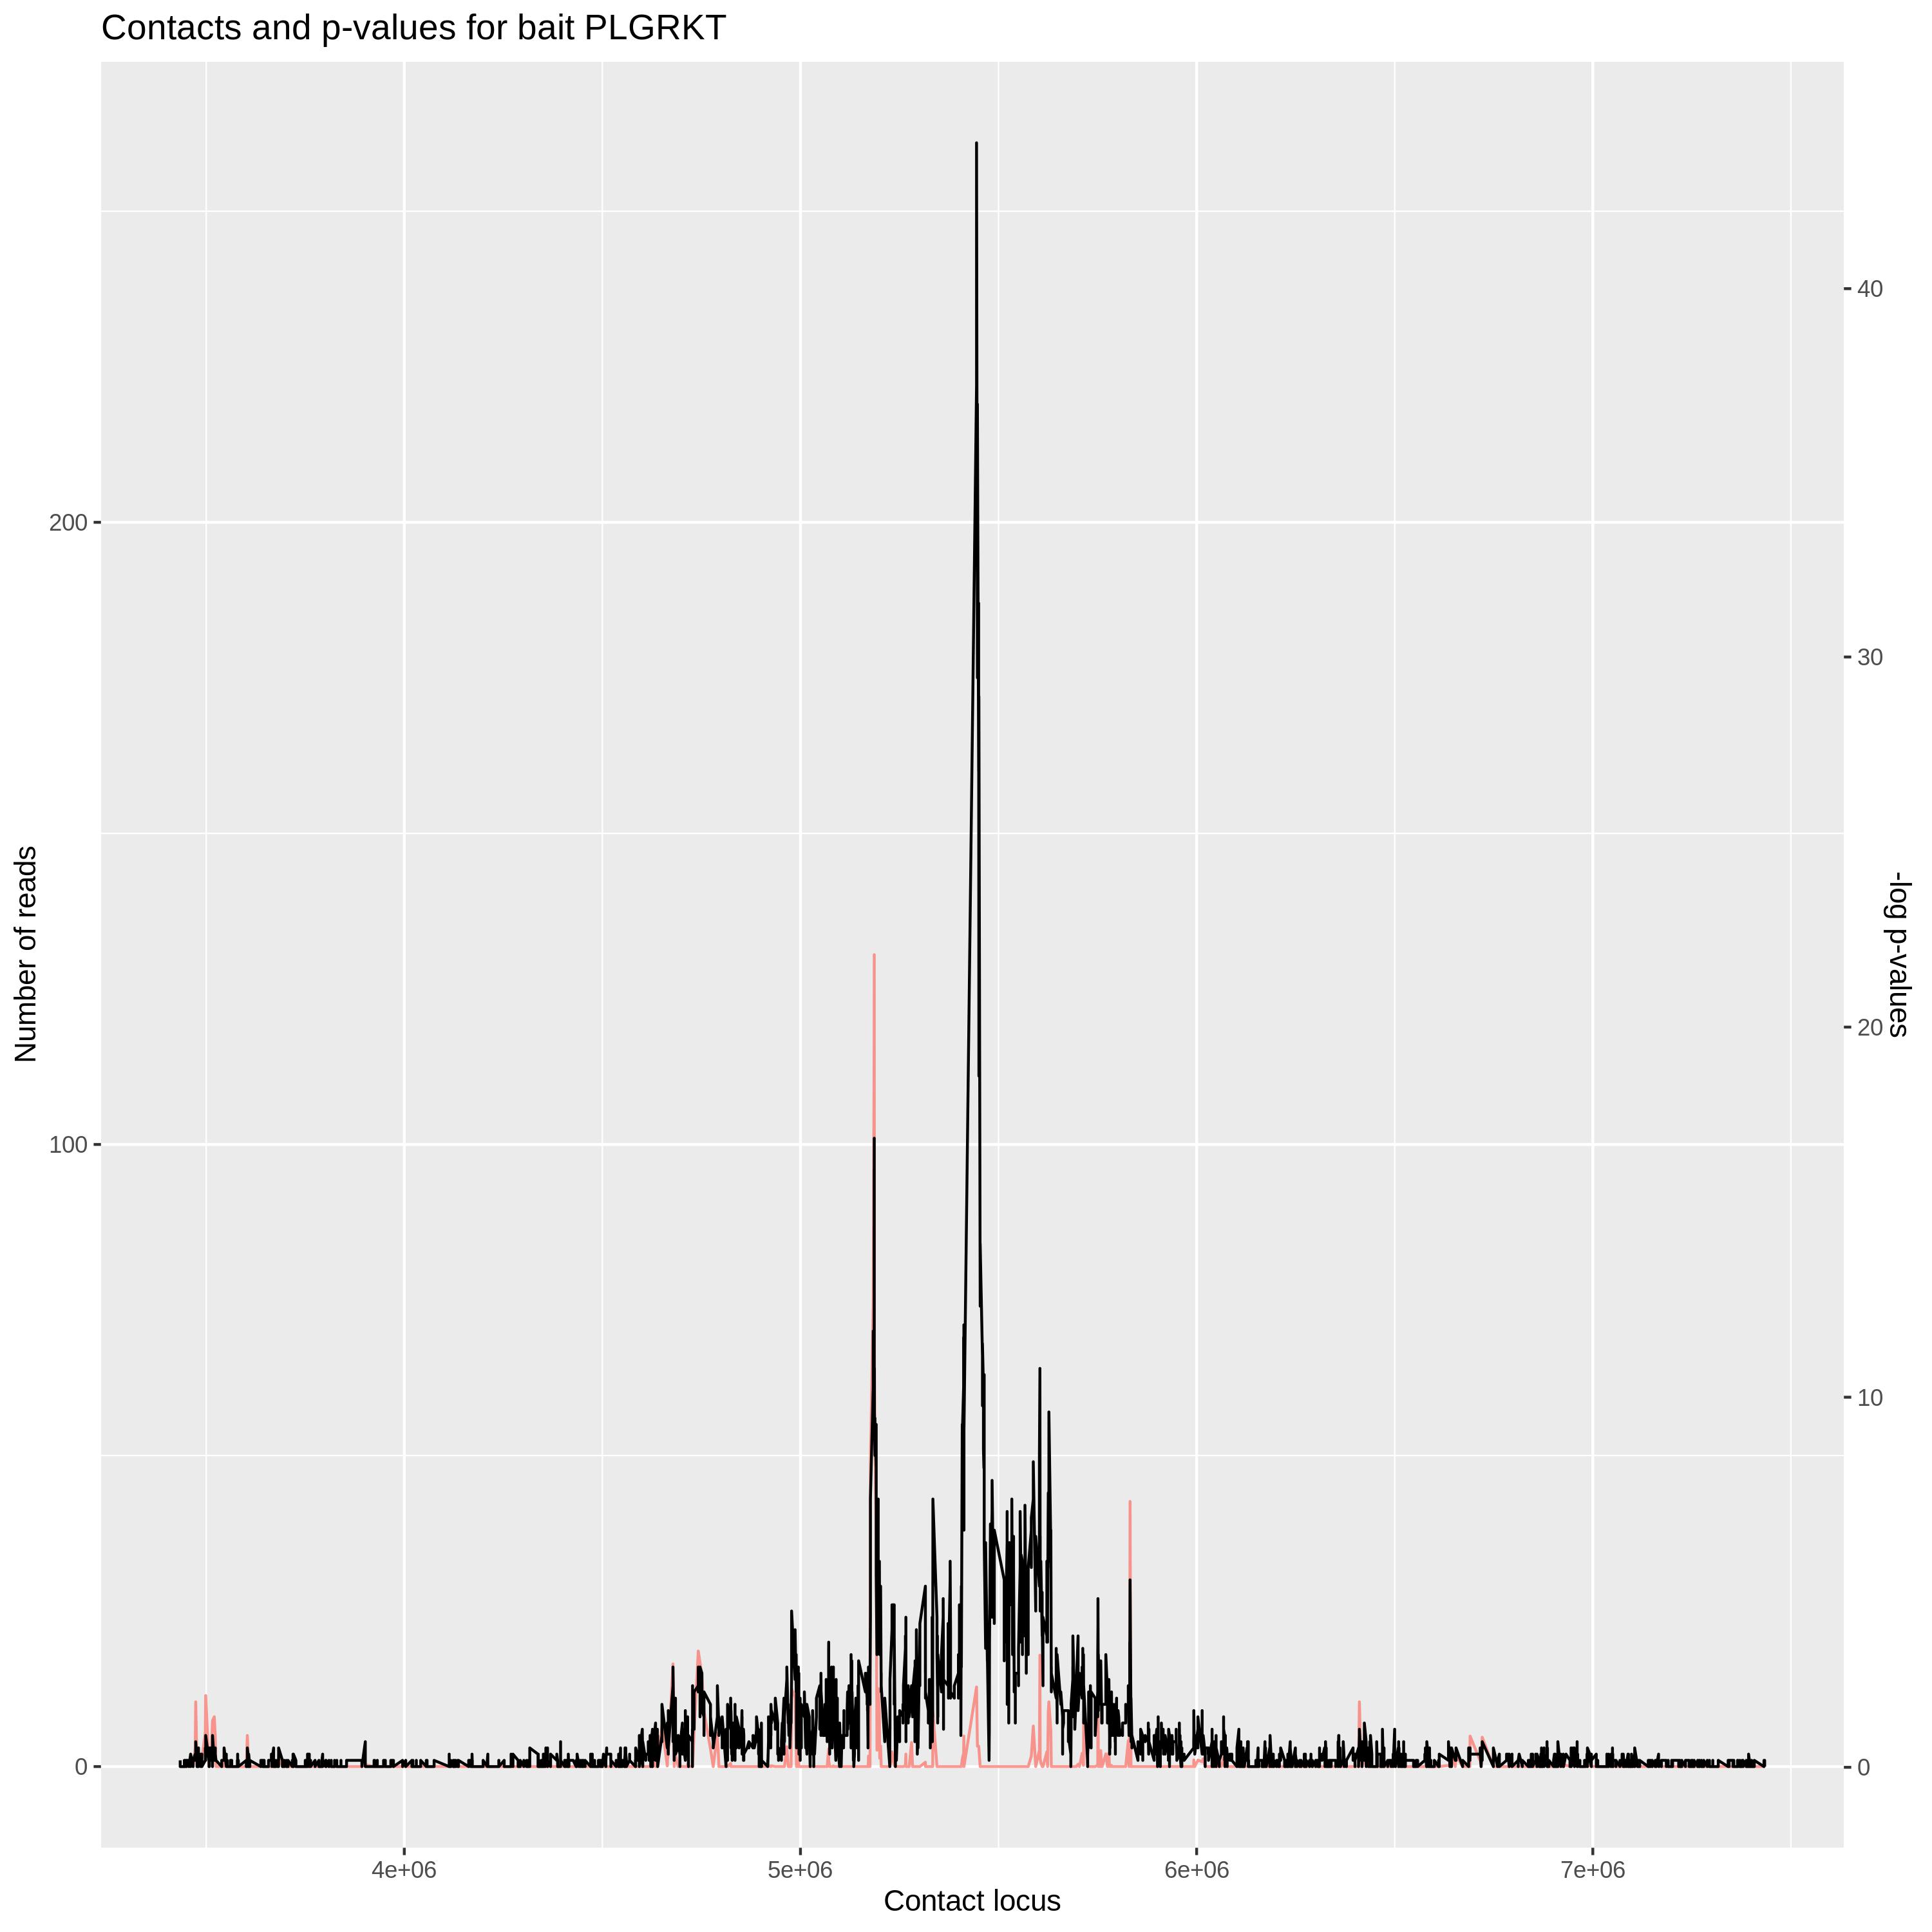 Contacts and p-values for bait PLGRKT
Number of reads
200
100
0
40
30
20
10
0
-log p-values
4e+06
5e+06
6e+06
7e+06
Contact locus